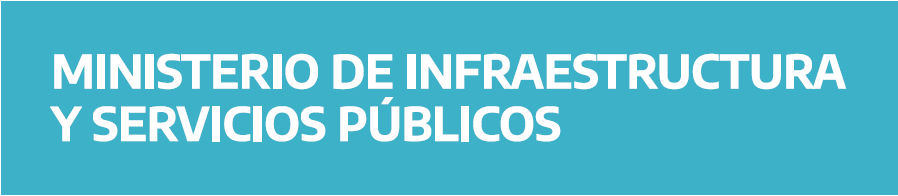 MINISTERIO DE INFRAESTRUCTURA
Y SERVICIOS PÚBLICOS